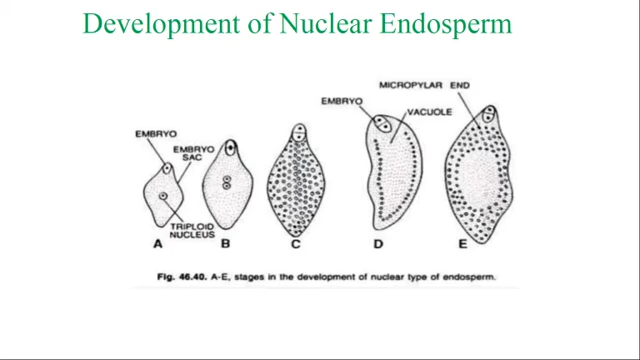 Development of Nuclear Endosperm
MICROPYLAR END
EMBRYO
VACUOLE
EMBRYO
EMBRYO
SAC
TRIPLOID
NUCLEUS
A B C D E
Fig. 46.40. A-E, stages in the development of nuclear type of endosperm.